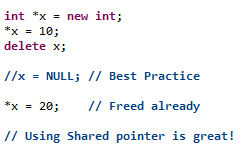 int *x = new int;
*x = 10;
delete x;
//x = NULL; // Best Practice
*x = 20;    // Freed already
// Using Shared pointer is great!